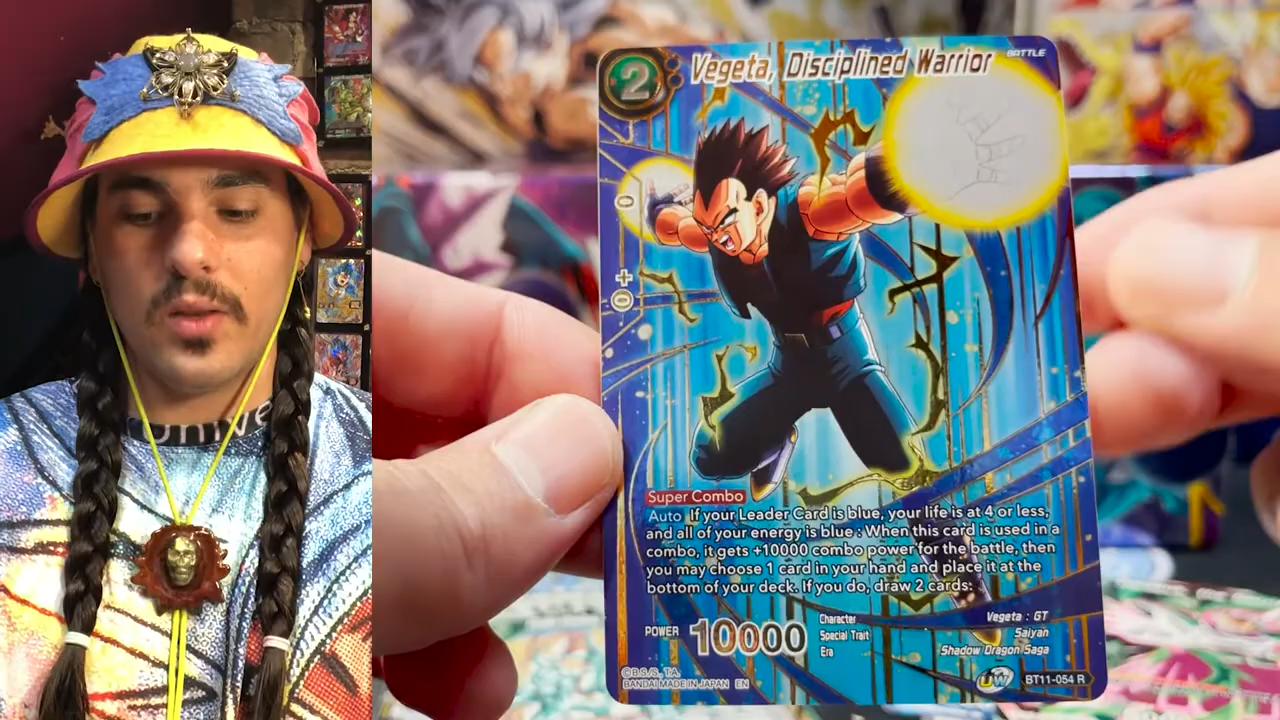 2
Vegeta, Disciplined Warrior
BATTLE
0
+
0
Super Combo
Auto If your Leader Card is blue, your life is at 4 or less,
and all of your energy is blue : When this card is used in a
combo, it gets +10000 combo power for the battle, then
you may choose 1 card in your hand and place it at the
bottom of your deck. If you do, draw 2 cards.
POWER 10000
Character Vegeta : GT
Special Trait Saiyan
Era Shadow Dragon Saga
©B.S./S., T.A.
BANDAI MADE IN JAPAN EN
UW
BT11-054 R